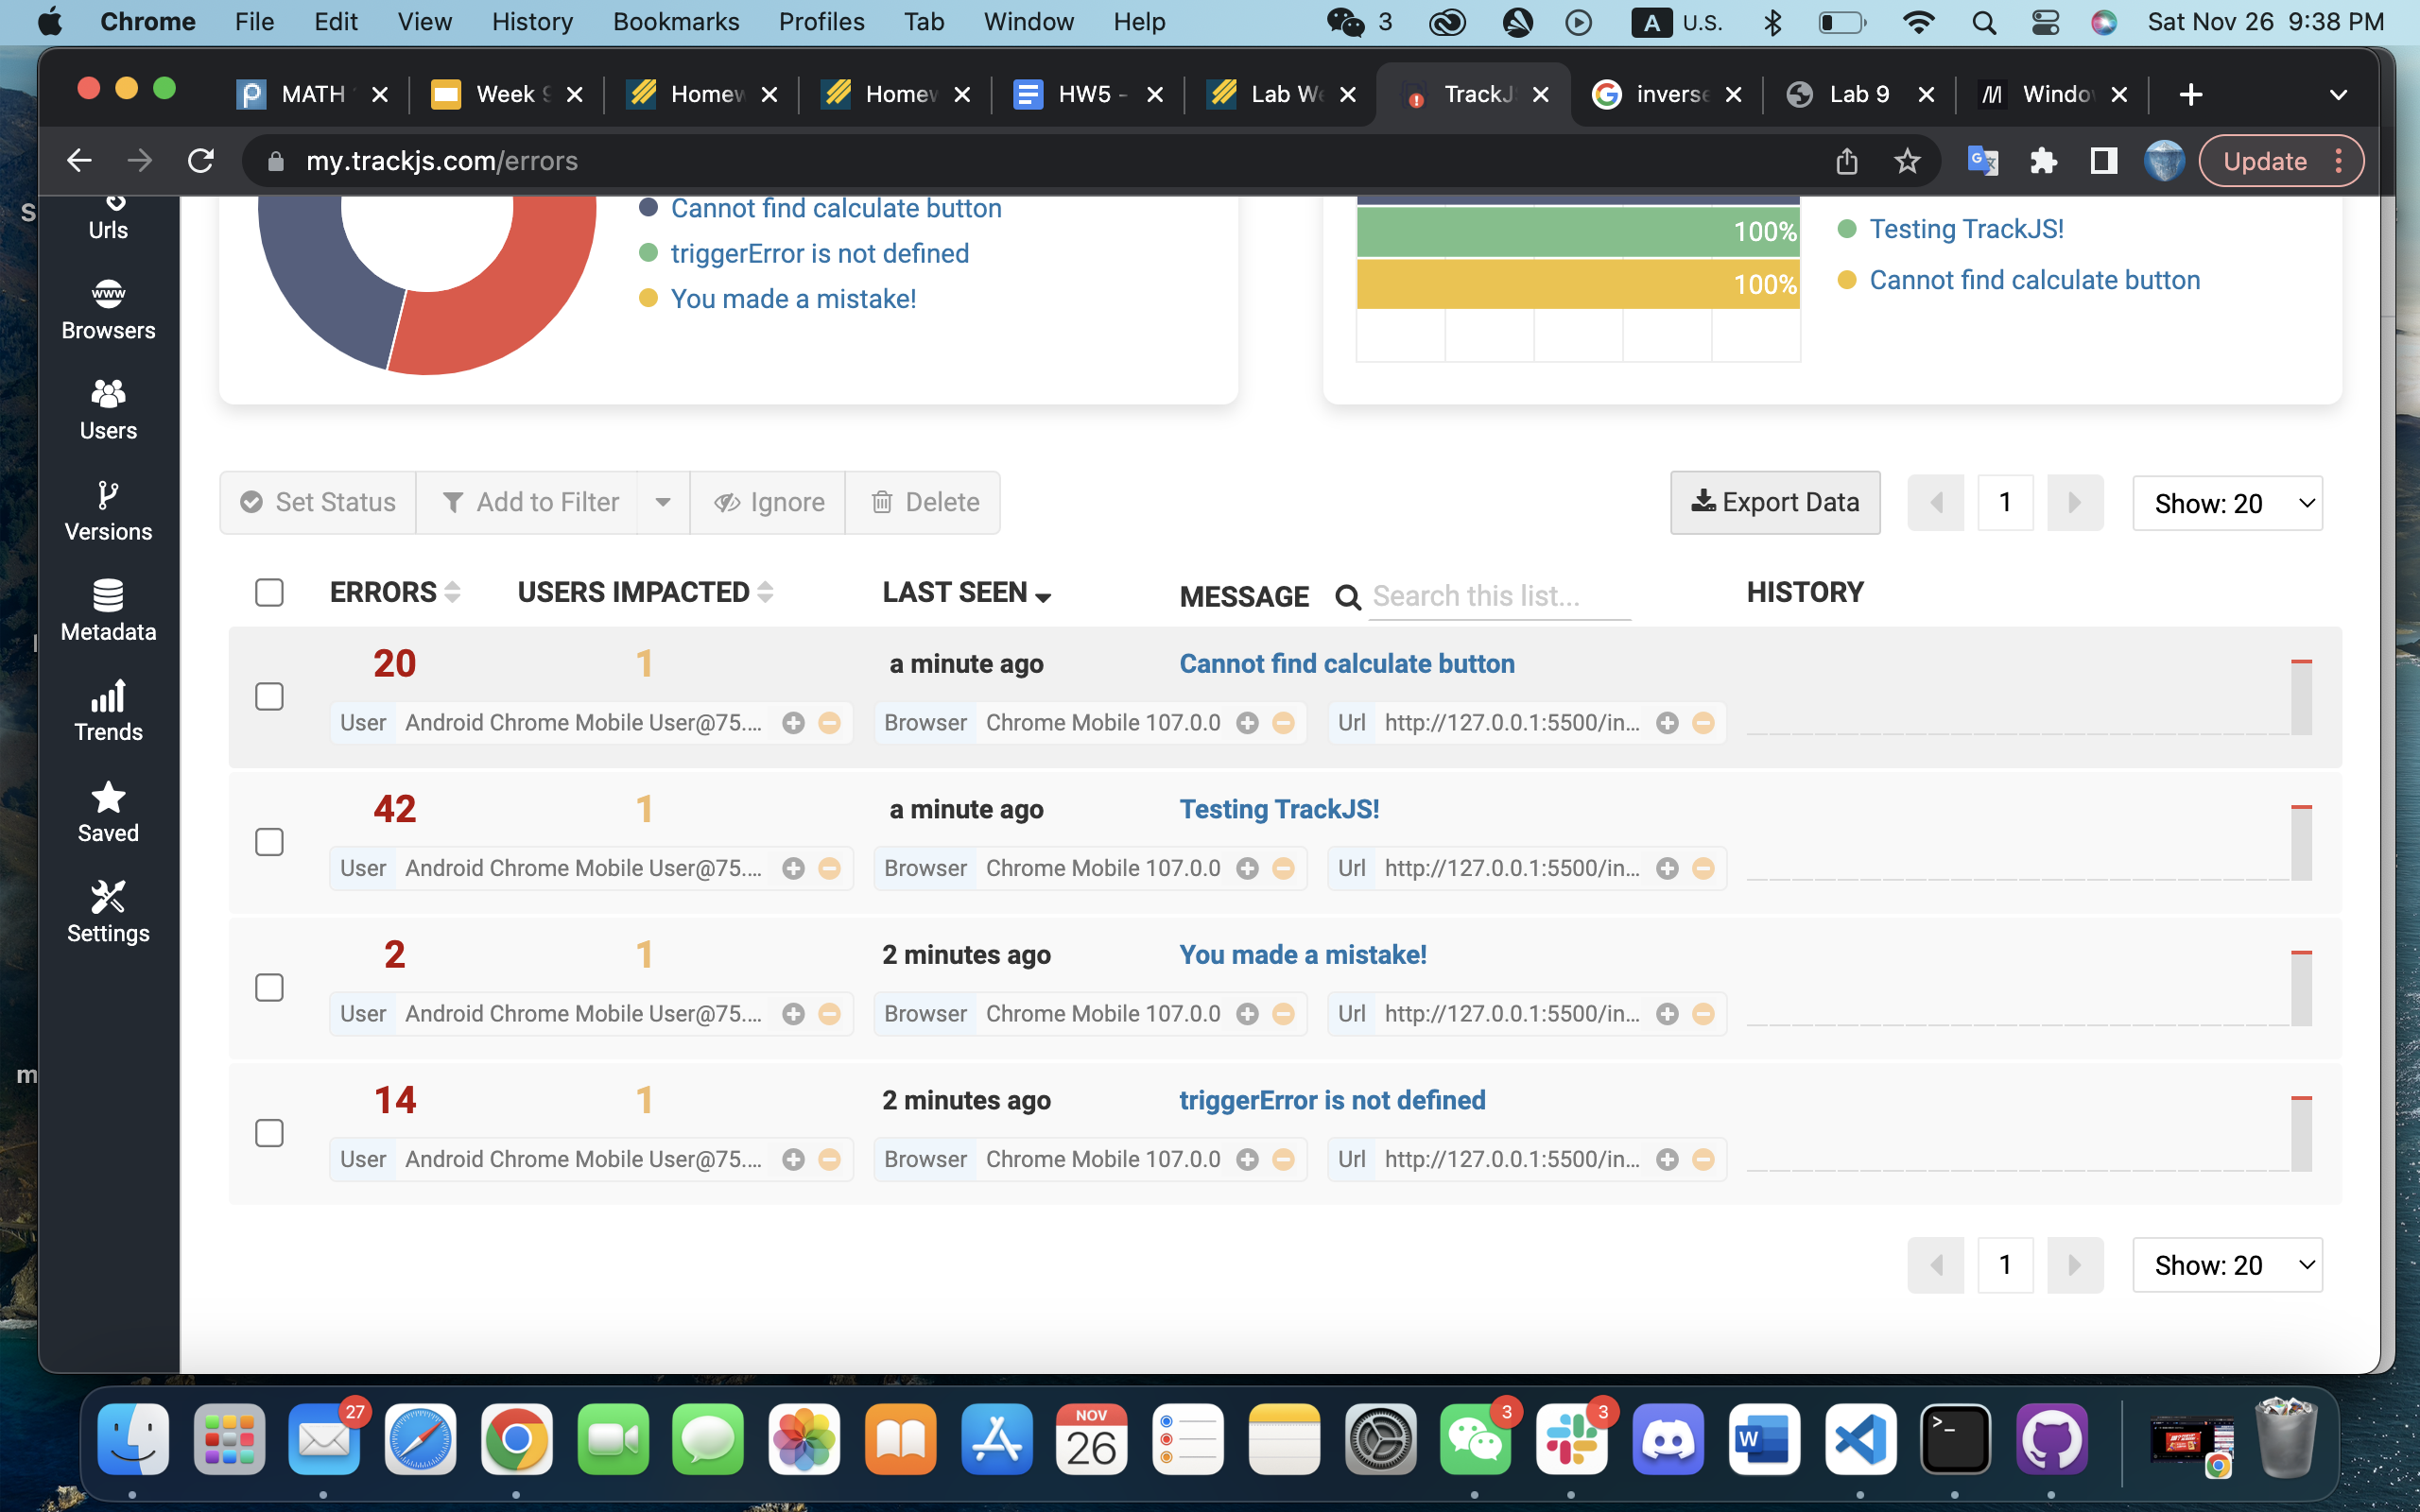 Chrome File Edit View History Bookmarks Profiles Tab Window Help 3 A U.S. Sat Nov 26 9:38 PM
MATH Week Homew Homew HW5 - Lab We TrackJ inverse Lab 9 Windo
my.trackjs.com/errors Update
Urls
Browsers
Users
Versions
Metadata
Trends
Saved
Settings
Cannot find calculate button
triggerError is not defined
You made a mistake!
100%
100%
Testing TrackJS!
Cannot find calculate button
Set Status Add to Filter Ignore Delete Export Data 1 Show: 20
ERRORS USERS IMPACTED LAST SEEN MESSAGE Search this list... HISTORY
20 1 a minute ago Cannot find calculate button
User Android Chrome Mobile User@75.... Browser Chrome Mobile 107.0.0 Url http://127.0.0.1:5500/in...
42 1 a minute ago Testing TrackJS!
User Android Chrome Mobile User@75.... Browser Chrome Mobile 107.0.0 Url http://127.0.0.1:5500/in...
2 1 2 minutes ago You made a mistake!
User Android Chrome Mobile User@75.... Browser Chrome Mobile 107.0.0 Url http://127.0.0.1:5500/in...
14 1 2 minutes ago triggerError is not defined
User Android Chrome Mobile User@75.... Browser Chrome Mobile 107.0.0 Url http://127.0.0.1:5500/in...
1 Show: 20
27 NOV 3 3
26